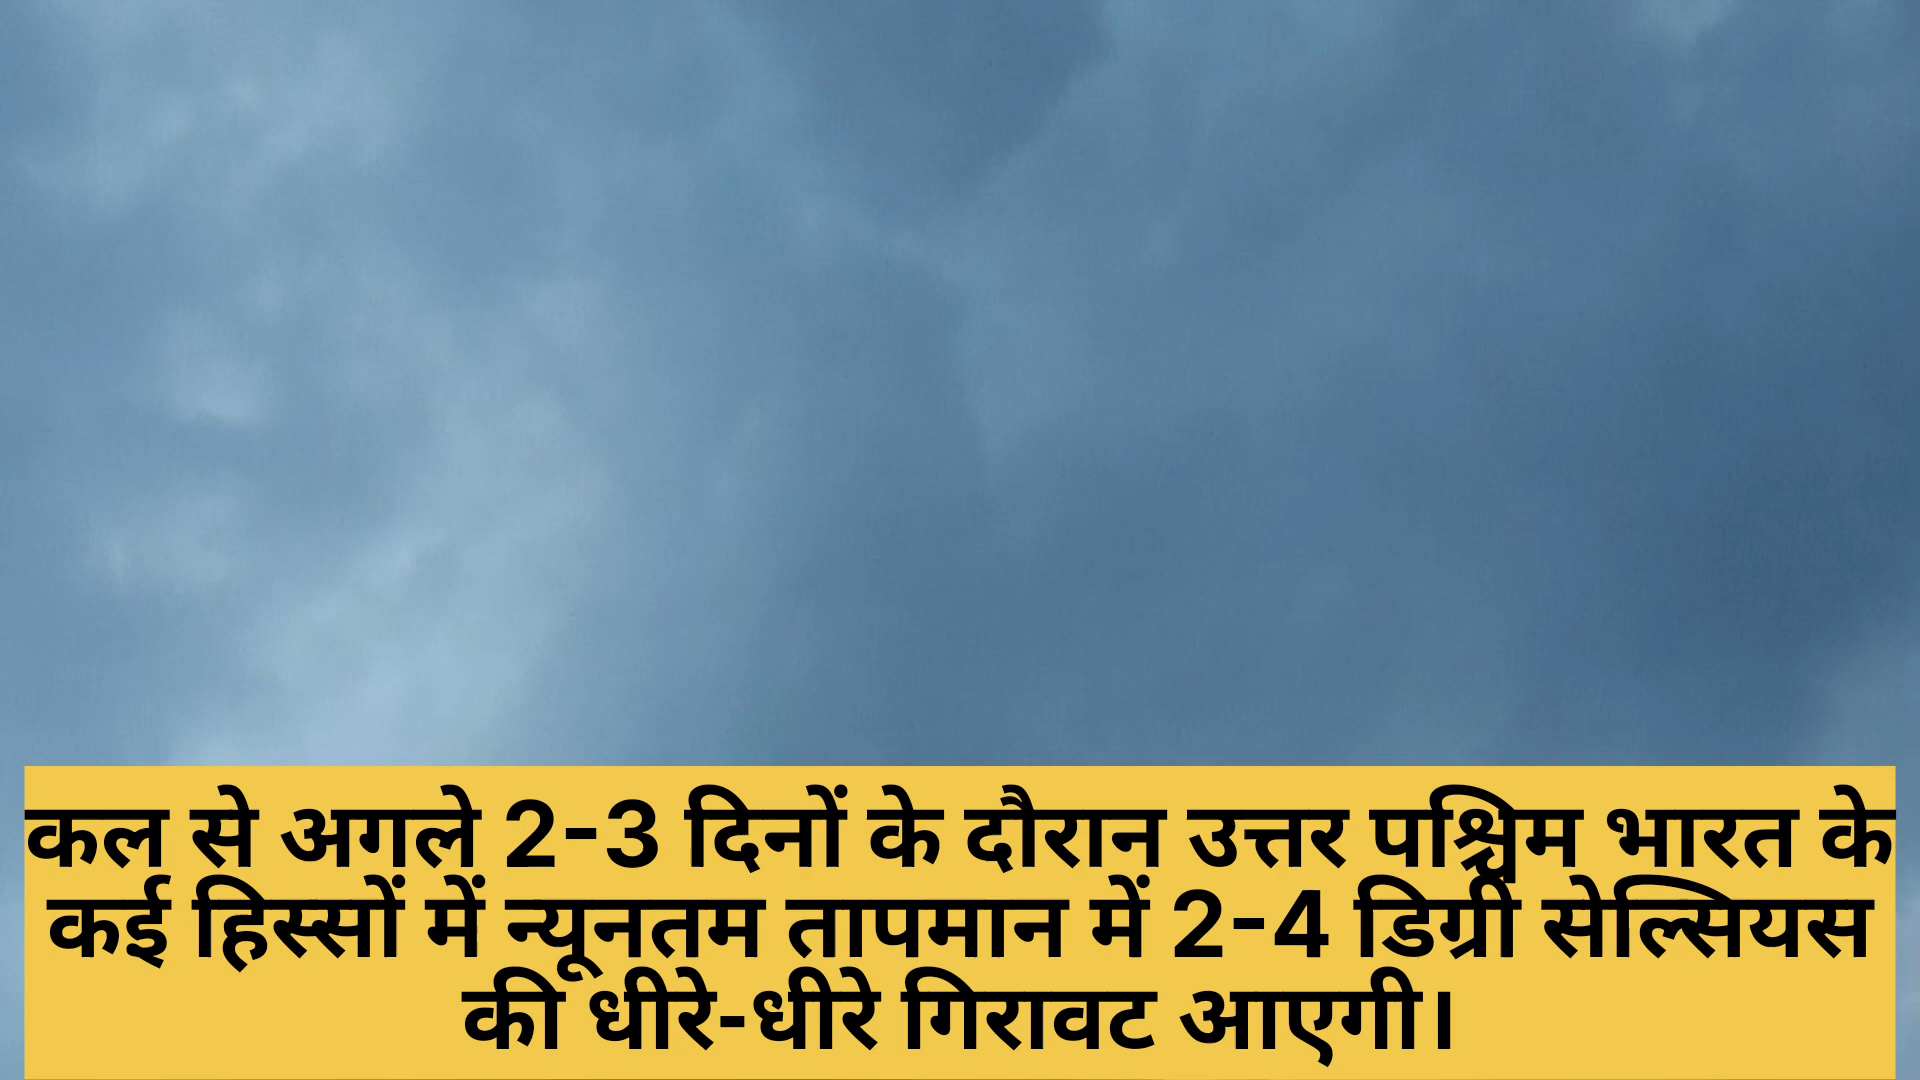 कल से अगले 2-3 दिनों के दौरान उत्तर पश्चिम भारत के
कई हिस्सों में न्यूनतम तापमान में 2-4 डिग्री सेल्सियस
की धीरे-धीरे गिरावट आएगी।